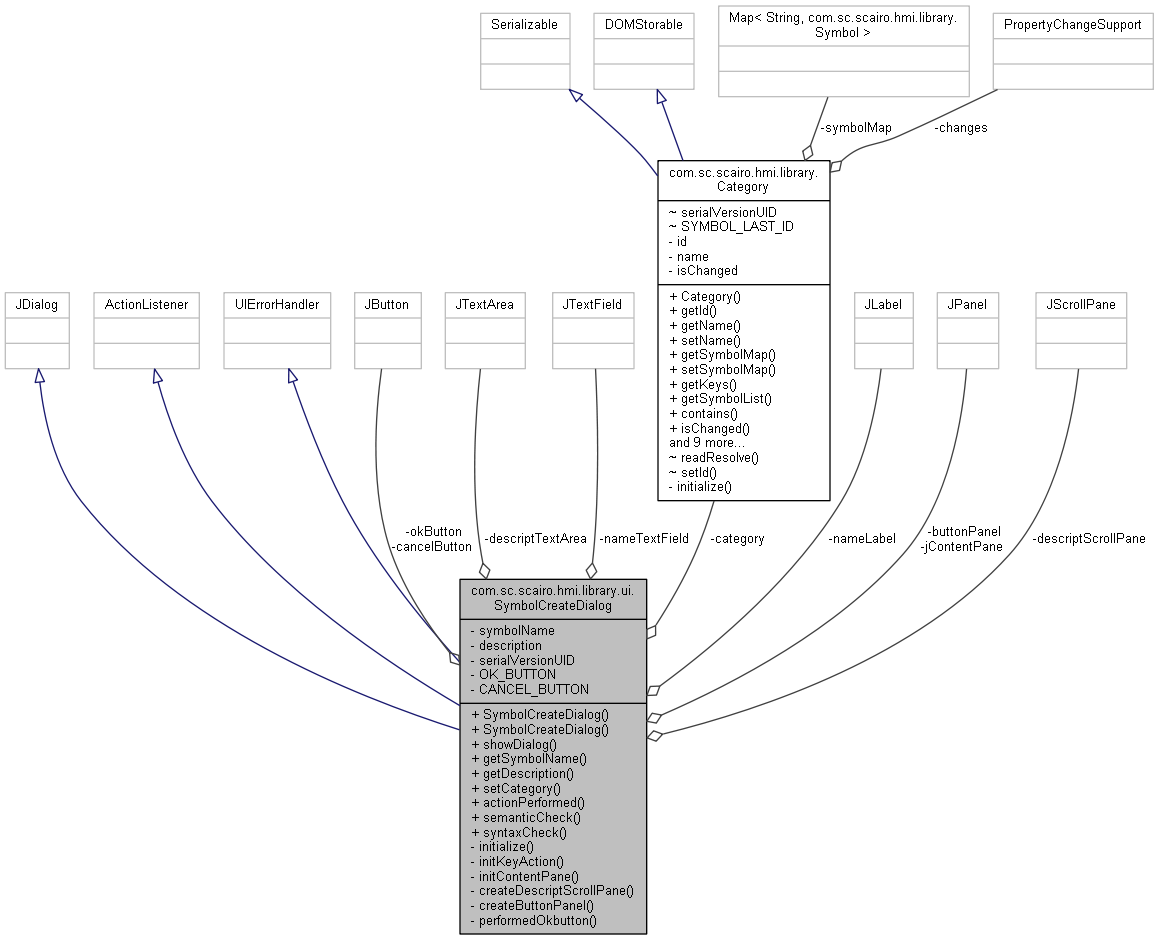 Serializable
DOMStorable
Map< String, com.sc.scairo.hmi.library.
Symbol >
PropertyChangeSupport
-symbolMap
-changes
com.sc.scairo.hmi.library.
Category
~ serialVersionUID
~ SYMBOL_LAST_ID
- id
- name
- isChanged
+ Category()
+ getId()
+ getName()
+ setName()
+ getSymbolMap()
+ setSymbolMap()
+ getKeys()
+ getSymbolList()
+ contains()
+ isChanged()
and 9 more...
~ readResolve()
~ setId()
- initialize()
JDialog
ActionListener
UIErrorHandler
JButton
JTextArea
JTextField
JLabel
JPanel
JScrollPane
-okButton
-cancelButton
-descriptTextArea
-nameTextField
-category
-nameLabel
-buttonPanel
-jContentPane
-descriptScrollPane
com.sc.scairo.hmi.library.ui.
SymbolCreateDialog
- symbolName
- description
- serialVersionUID
- OK_BUTTON
- CANCEL_BUTTON
+ SymbolCreateDialog()
+ SymbolCreateDialog()
+ showDialog()
+ getSymbolName()
+ getDescription()
+ setCategory()
+ actionPerformed()
+ semanticCheck()
+ syntaxCheck()
- initialize()
- initKeyAction()
- initContentPane()
- createDescriptScrollPane()
- createButtonPanel()
- performedOkbutton()